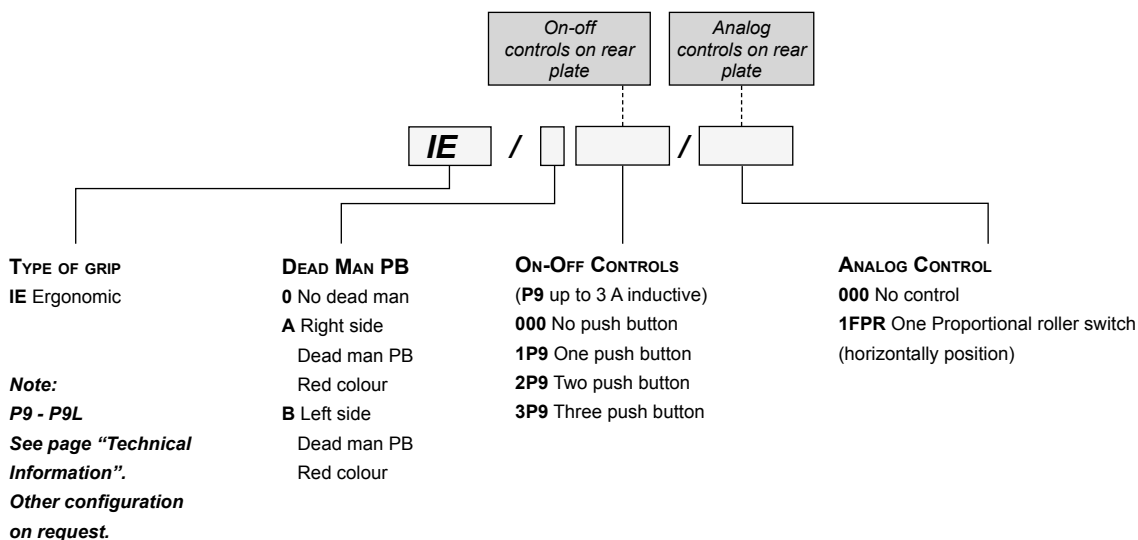 On-off
controls on rear
plate
Analog
controls on rear
plate
IE / /
TYPE OF GRIP
IE Ergonomic
Note:
P9 - P9L
See page “Technical
Information”.
Other configuration
on request.
DEAD MAN PB
0 No dead man
A Right side
Dead man PB
Red colour
B Left side
Dead man PB
Red colour
ON-OFF CONTROLS
(P9 up to 3 A inductive)
000 No push button
1P9 One push button
2P9 Two push button
3P9 Three push button
ANALOG CONTROL
000 No control
1FPR One Proportional roller switch
(horizontally position)